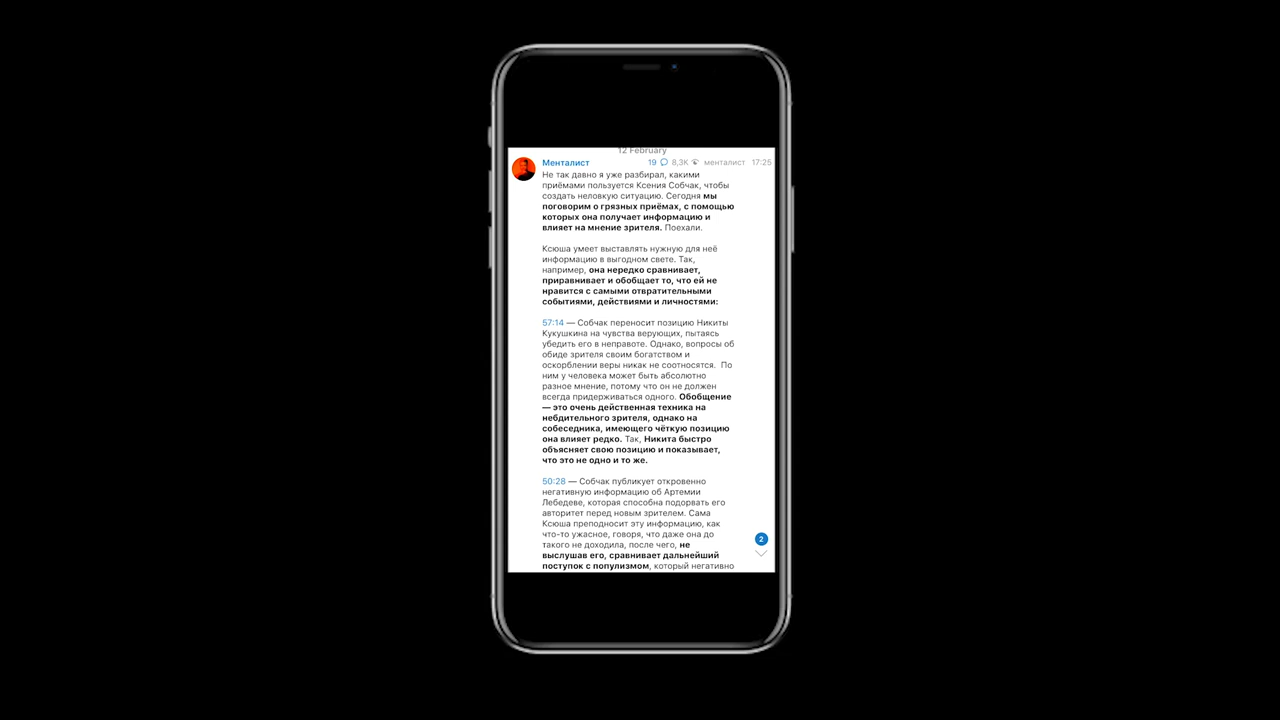 12 February
Менталист 19 8,3K менталист 17:25
Не так давно я уже разбирал, какими
приёмами пользуется Ксения Собчак, чтобы
создать неловкую ситуацию. Сегодня мы
поговорим о грязных приёмах, с помощью
которых она получает информацию и
влияет на мнение зрителя. Поехали.
Ксюша умеет выставлять нужную для неё
информацию в выгодном свете. Так,
например, она нередко сравнивает,
приравнивает и обобщает то, что ей не
нравится с самыми отвратительными
событиями, действиями и личностями:
57:14 — Собчак переносит позицию Никиты
Кукушкина на чувства верующих, пытаясь
убедить его в неправоте. Однако, вопросы об
обиде зрителя своим богатством и
оскорблении веры никак не соотносятся. По
ним у человека может быть абсолютно
разное мнение, потому что он не должен
всегда придерживаться одного. Обобщение
— это очень действенная техника на
небдительного зрителя, однако на
собеседника, имеющего чёткую позицию
она влияет редко. Так, Никита быстро
объясняет свою позицию и показывает,
что это не одно и то же.
50:28 — Собчак публикует откровенно
негативную информацию об Артемии
Лебедеве, которая способна подорвать его
авторитет перед новым зрителем. Сама
Ксюша преподносит эту информацию, как
что-то ужасное, говоря, что даже она до
такого не доходила, после чего, не
выслушав его, сравнивает дальнейший
поступок с популизмом, который негативно
2